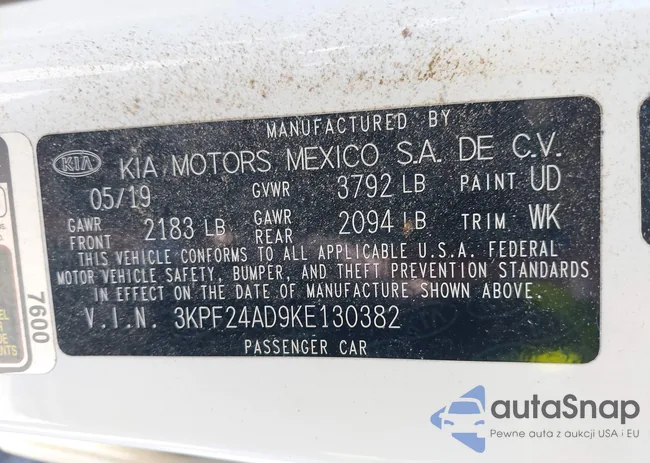 MANUFACTURED BY
KIA KIA MOTORS MEXICO S.A. DE C.V.
05/19 GVWR 3792 LB PAINT UD
GAWR FRONT 2183 LB GAWR REAR 2094 LB TRIM WK
THIS VEHICLE CONFORMS TO ALL APPLICABLE U.S.A. FEDERAL
MOTOR VEHICLE SAFETY, BUMPER, AND THEFT PREVENTION STANDARDS
IN EFFECT ON THE DATE OF MANUFACTURE SHOWN ABOVE.
V.I.N. 3KPF24AD9KE130382
PASSENGER CAR
7600
autaSnap
Pewne auta z aukcji USA i EU